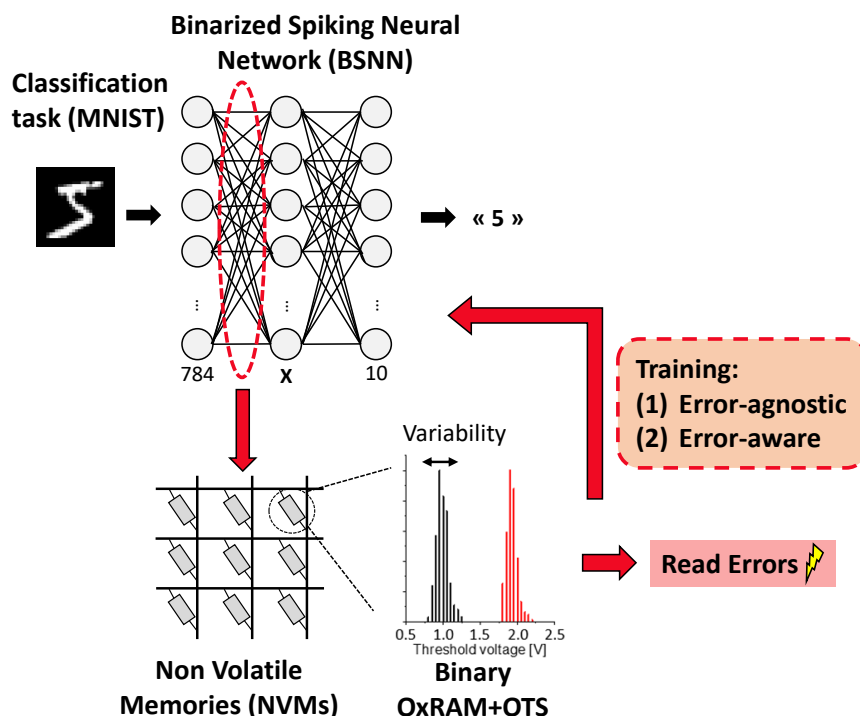 Binarized Spiking Neural
Network (BSNN)
Classification
task (MNIST)
« 5 »
...
...
...
784
X
10
Training:
(1) Error-agnostic
(2) Error-aware
Variability
Read Errors
0.5 1.0 1.5 2.0 2.5
Threshold voltage [V]
Non Volatile
Memories (NVMs)
Binary
OxRAM+OTS